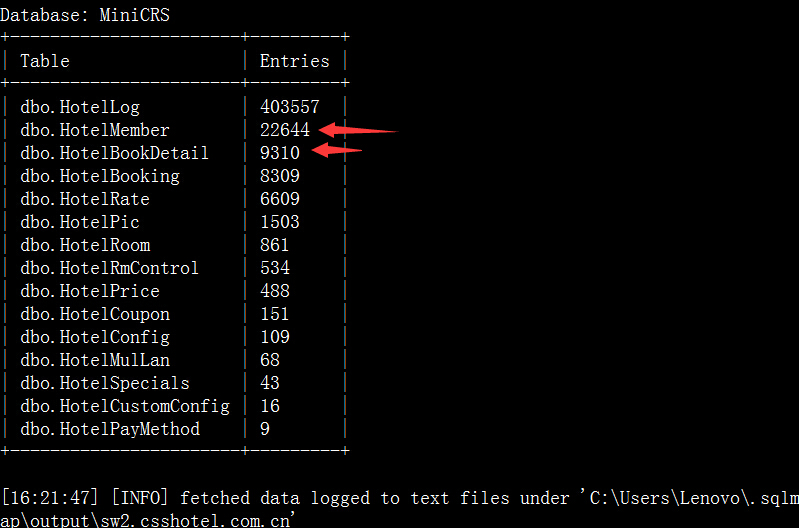 Database: MiniCRS
+------------------------+---------+
| Table                  | Entries |
+------------------------+---------+
| dbo.HotelLog           | 403557  |
| dbo.HotelMember        | 22644   |
| dbo.HotelBookDetail    | 9310    |
| dbo.HotelBooking       | 8309    |
| dbo.HotelRate          | 6609    |
| dbo.HotelPic           | 1503    |
| dbo.HotelRoom          | 861     |
| dbo.HotelRmControl     | 534     |
| dbo.HotelPrice         | 488     |
| dbo.HotelCoupon        | 151     |
| dbo.HotelConfig        | 109     |
| dbo.HotelMulLan        | 68      |
| dbo.HotelSpecials      | 43      |
| dbo.HotelCustomConfig  | 16      |
| dbo.HotelPayMethod     | 9       |
+------------------------+---------+
[16:21:47] [INFO] fetched data logged to text files under 'C:\Users\Lenovo\.sqlm
ap\output\sw2.csshotel.com.cn'